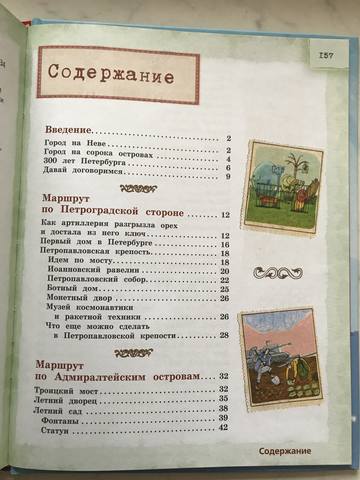 157
Содержание
Введение 2
Город на Неве 2
Город на сорока островах 4
300 лет Петербурга 6
Давай договоримся 9
Маршрут
по Петроградской стороне 12
Как артиллерия разгрызла орех
и достала из него ключ 12
Первый дом в Петербурге 16
Петропавловская крепость 18
Идем по мосту 18
Иоанновский равелин 20
Петропавловский собор 22
Ботный дом 25
Монетный двор 26
Музей космонавтики
и ракетной техники 26
Что еще можно сделать
в Петропавловской крепости 28
Маршрут
по Адмиралтейским островам 32
Троицкий мост 32
Летний дворец 35
Летний сад 38
Фонтаны 39
Статуи 42
Содержание